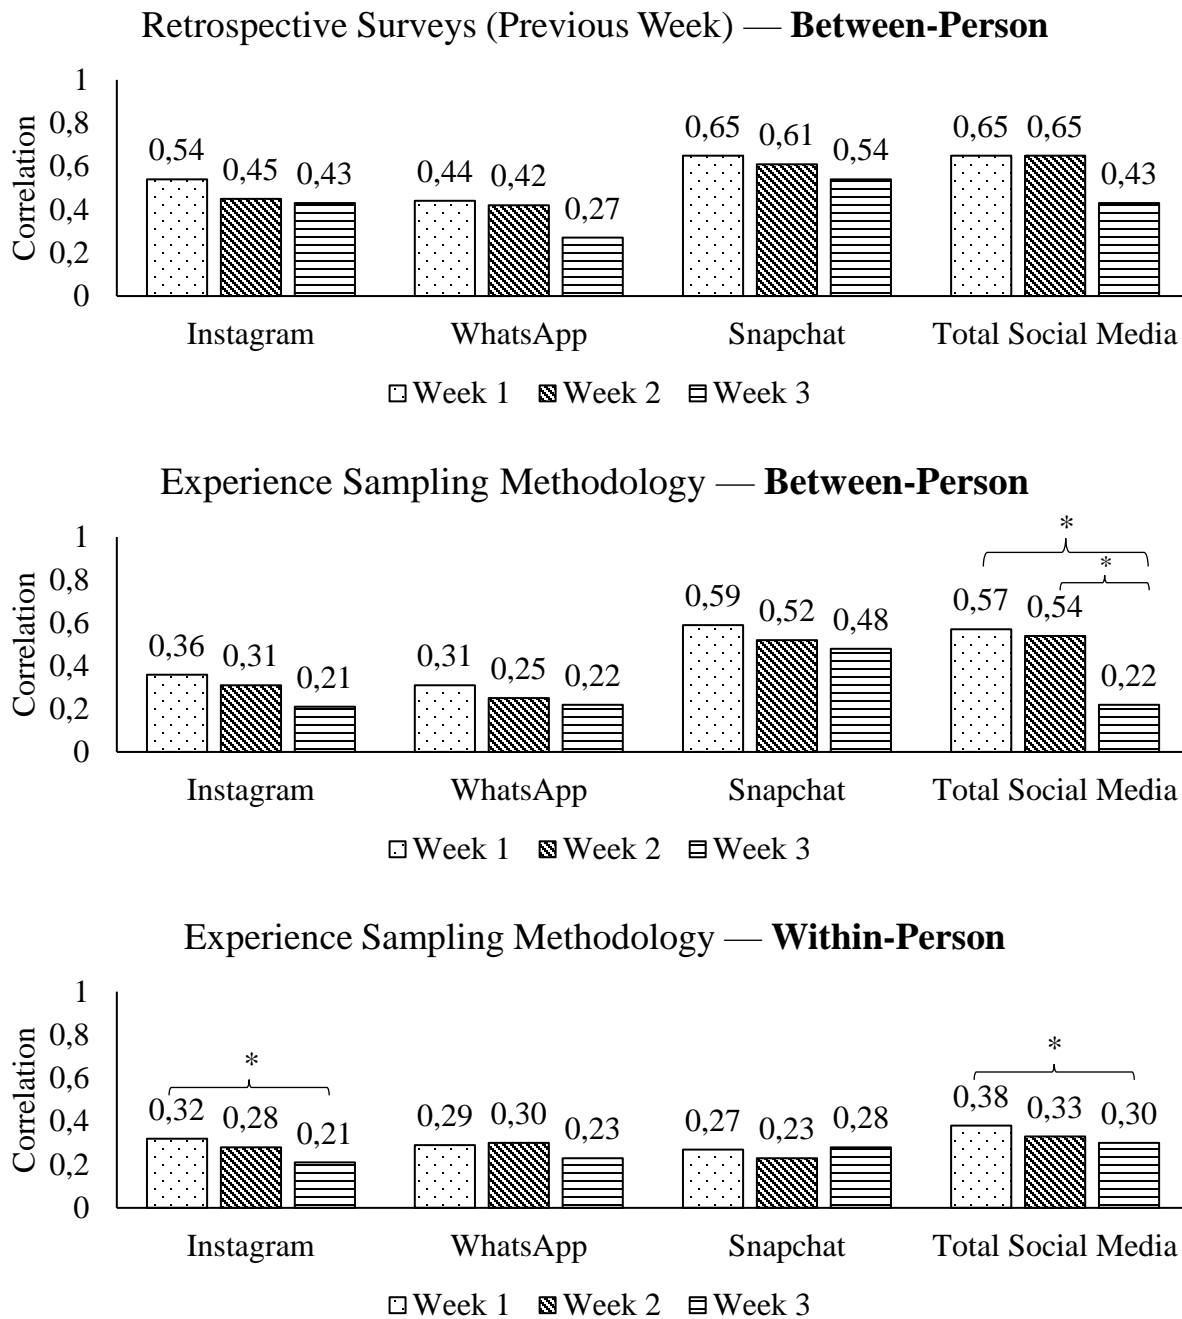 Retrospective Surveys (Previous Week) — Between-Person
Correlation
1
0,8
0,6
0,4
0,2
0
0,54
0,45
0,43
0,44
0,42
0,27
0,65
0,61
0,54
0,65
0,65
0,43
Instagram
WhatsApp
Snapchat
Total Social Media
Week 1
Week 2
Week 3
Experience Sampling Methodology — Between-Person
Correlation
1
0,8
0,6
0,4
0,2
0
0,36
0,31
0,21
0,31
0,25
0,22
0,59
0,52
0,48
0,57
0,54
0,22
*
*
Instagram
WhatsApp
Snapchat
Total Social Media
Week 1
Week 2
Week 3
Experience Sampling Methodology — Within-Person
Correlation
1
0,8
0,6
0,4
0,2
0
*
0,32
0,28
0,21
0,29
0,30
0,23
0,27
0,23
0,28
*
0,38
0,33
0,30
Instagram
WhatsApp
Snapchat
Total Social Media
Week 1
Week 2
Week 3